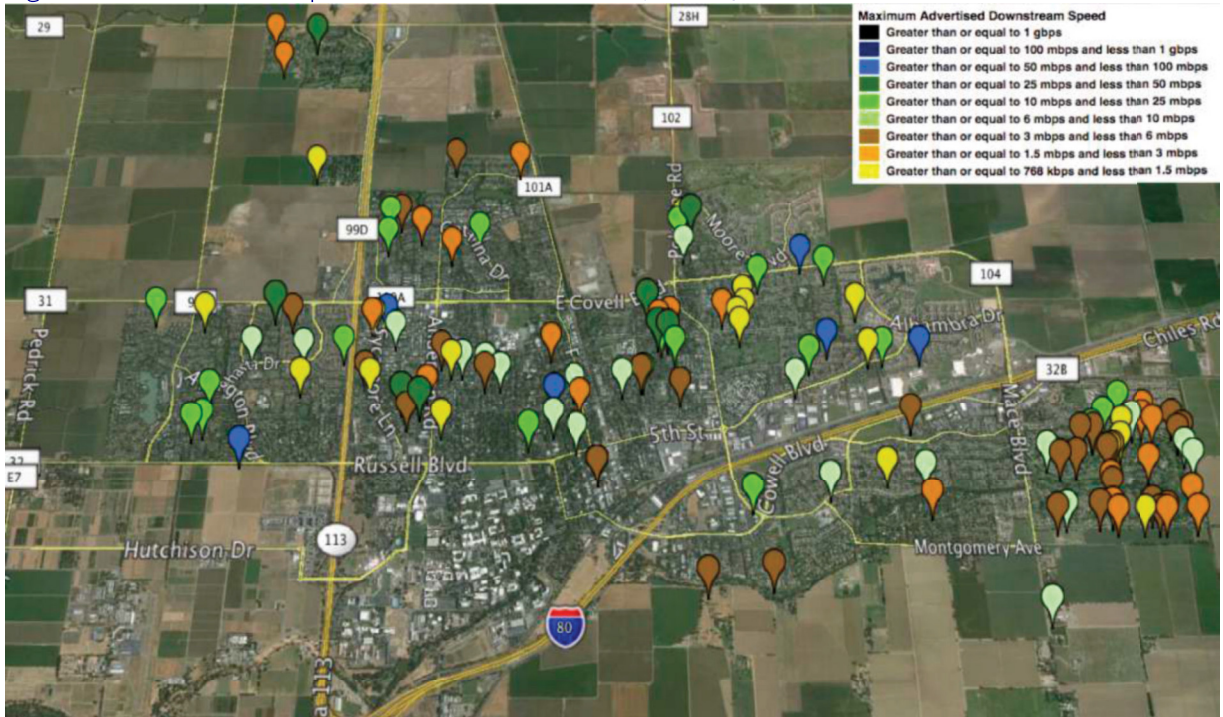 29
28H
Maximum Advertised Downstream Speed
Greater than or equal to 1 gbps
Greater than or equal to 100 mbps and less than 1 gbps
Greater than or equal to 50 mbps and less than 100 mbps
Greater than or equal to 25 mbps and less than 50 mbps
Greater than or equal to 10 mbps and less than 25 mbps
Greater than or equal to 6 mbps and less than 10 mbps
Greater than or equal to 3 mbps and less than 6 mbps
Greater than or equal to 1.5 mbps and less than 3 mbps
Greater than or equal to 768 kbps and less than 1.5 mbps
102
101A
99D
Rd
Moore Blvd
104
31
E Covell
Alhambra Dr
Chiles Rd
32B
Pedrick Rd
5th St
Cowell Blvd
Mace Blvd
Russell Blvd
32
E7
113
Hutchison Dr
Montgomery Ave
80
113